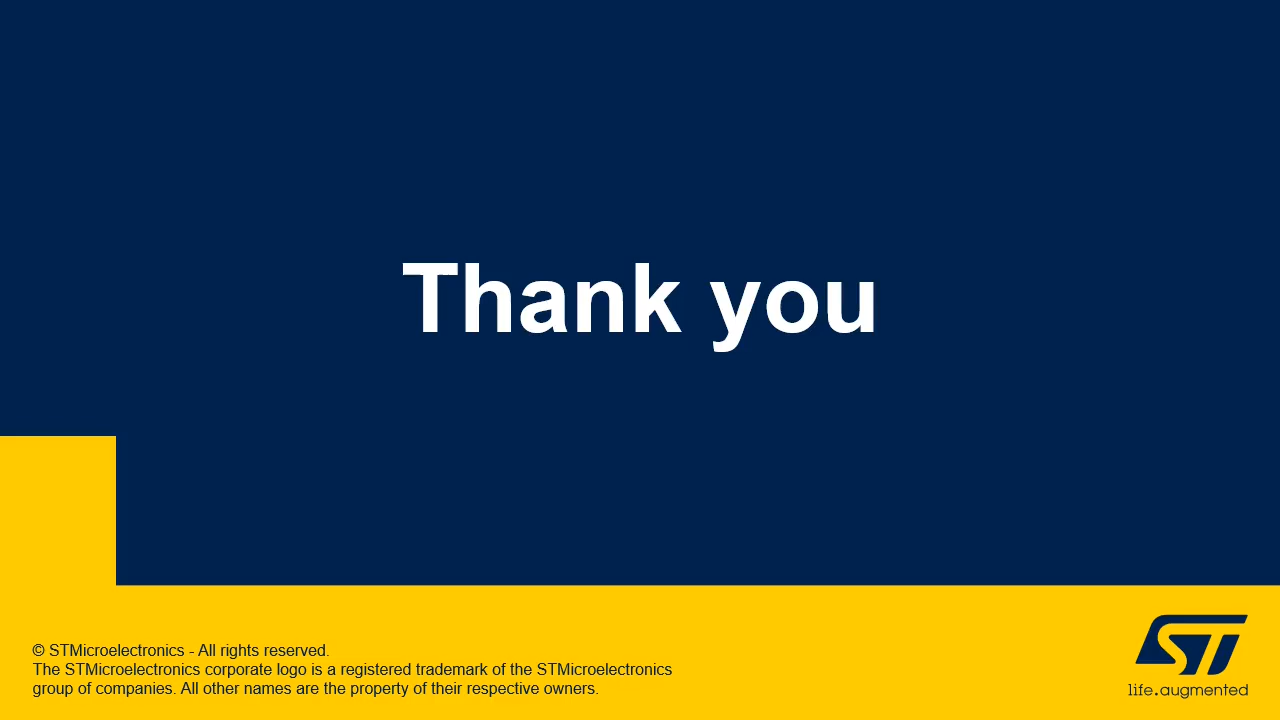 Thank you
© STMicroelectronics - All rights reserved.
The STMicroelectronics corporate logo is a registered trademark of the STMicroelectronics
group of companies. All other names are the property of their respective owners.
ST
life.augmented